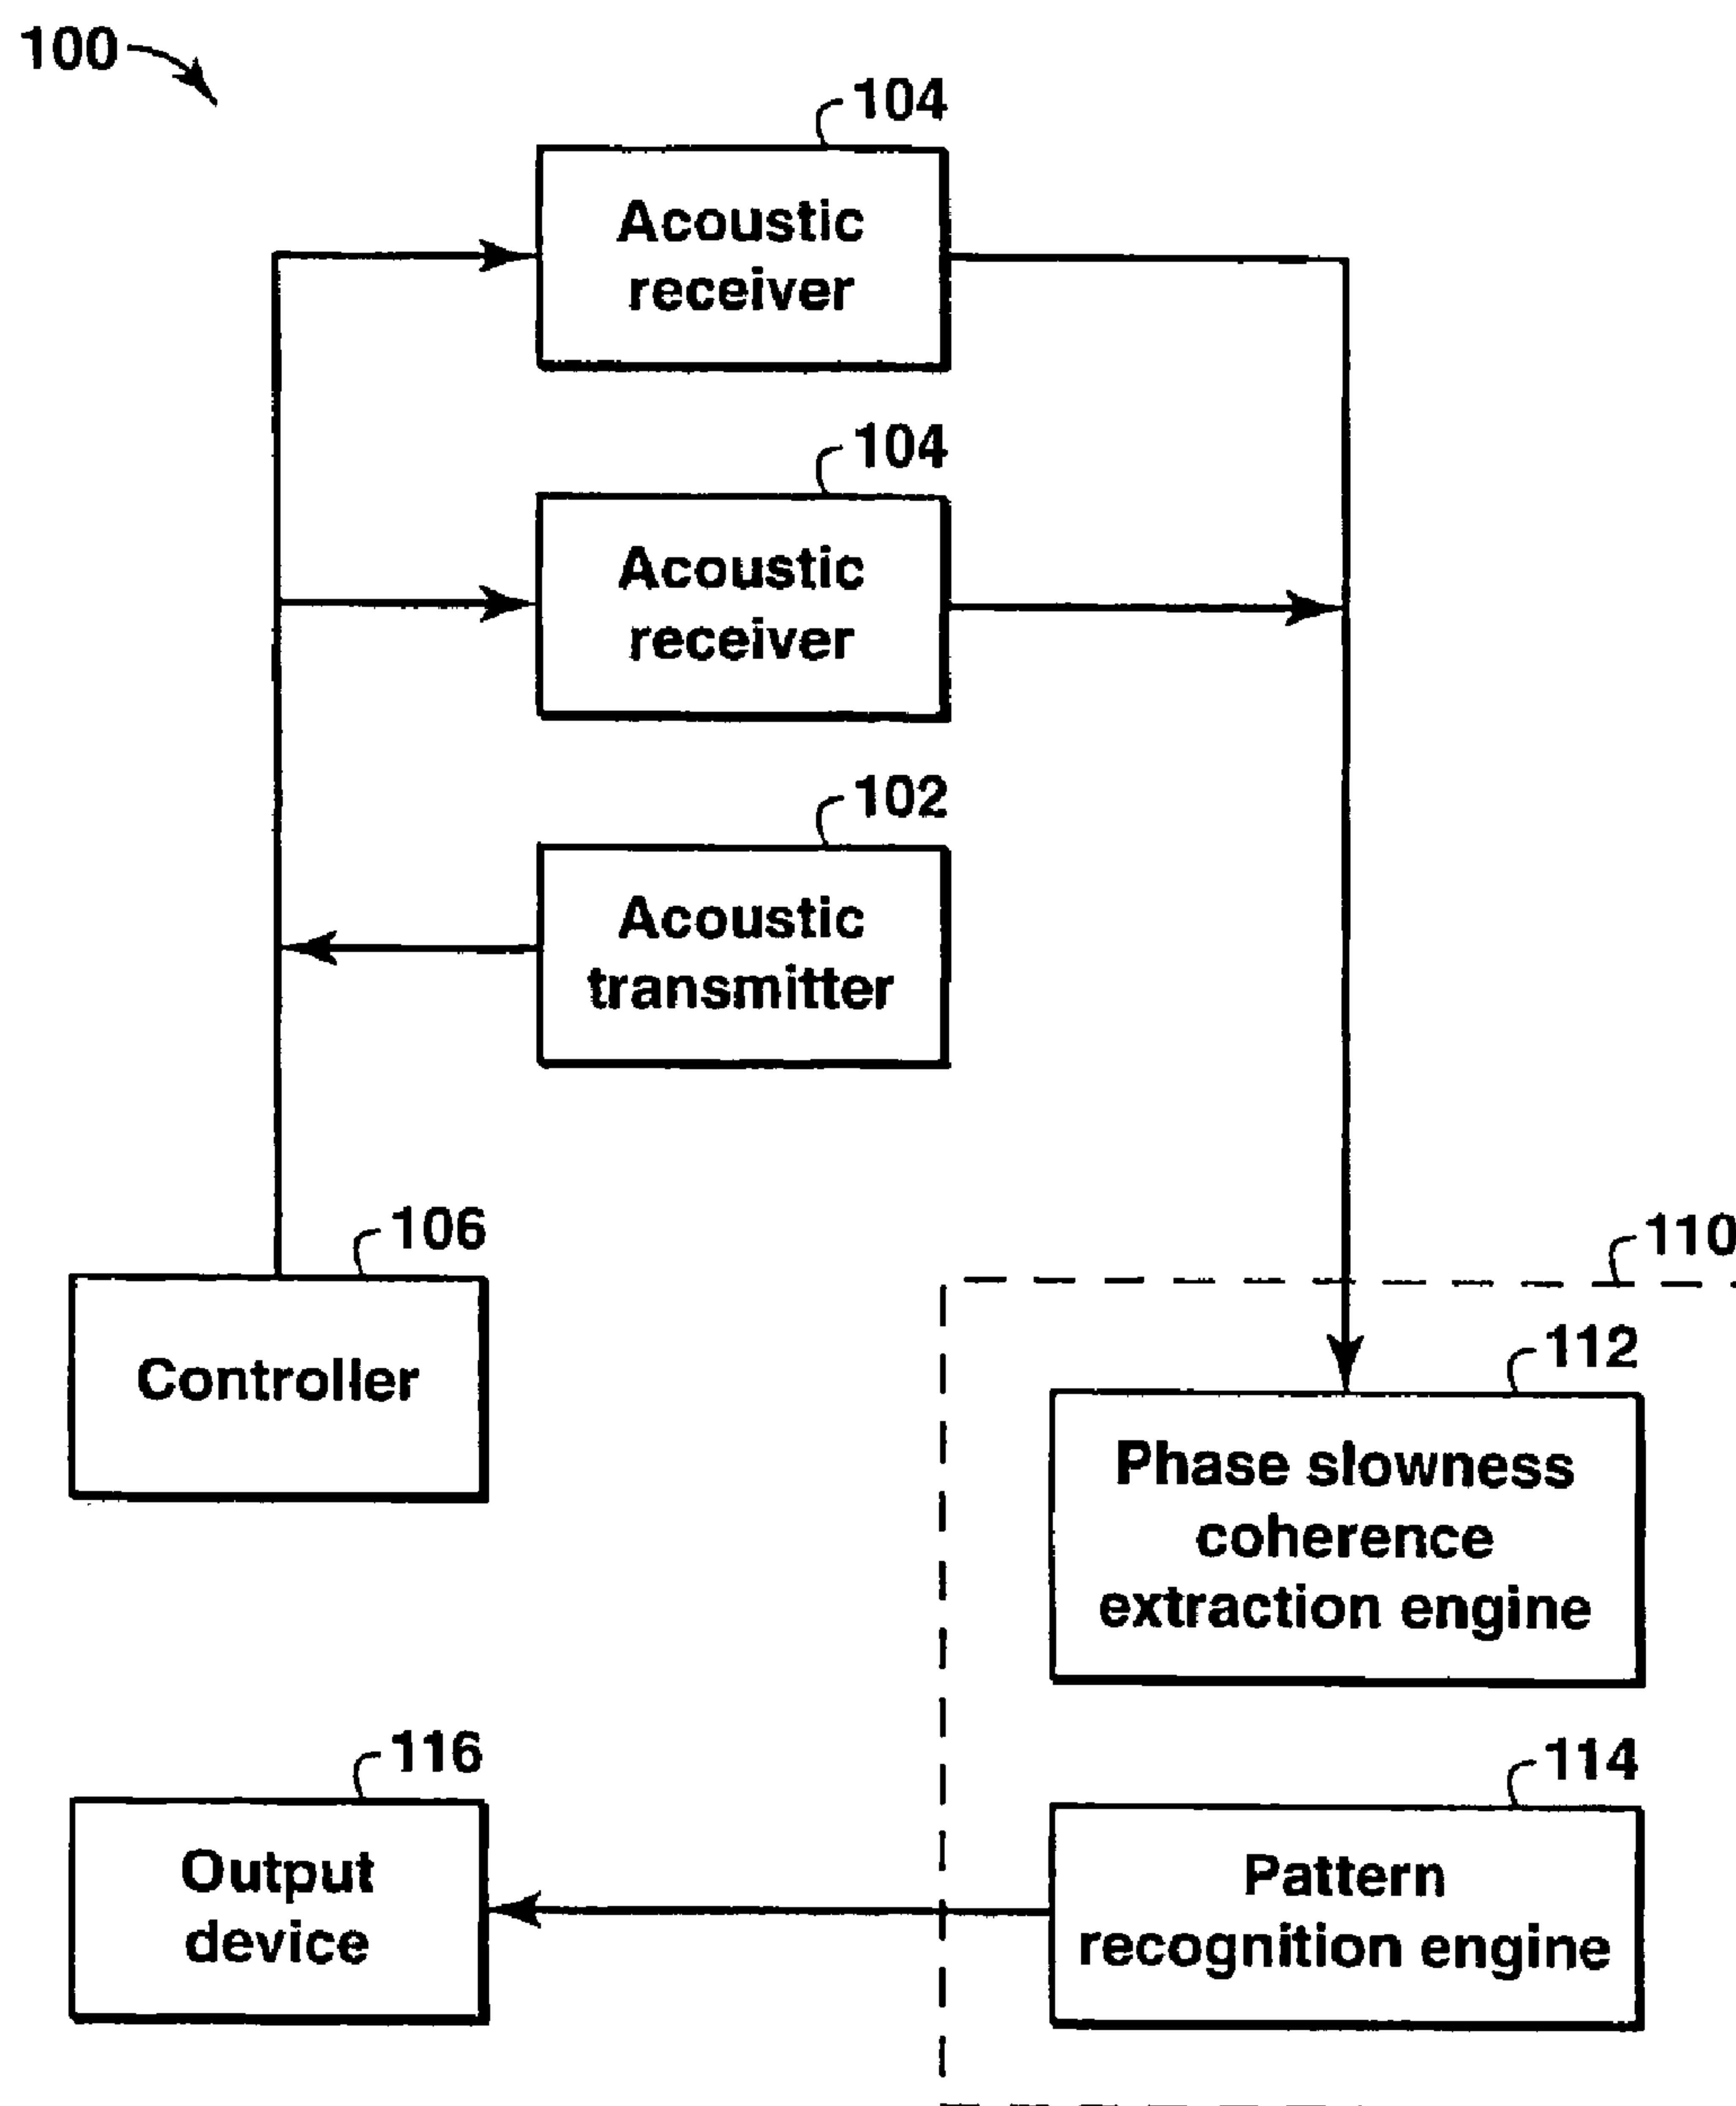 100
104
Acoustic
receiver
104
Acoustic
receiver
102
Acoustic
transmitter
106
Controller
110
112
Phase slowness
coherence
extraction engine
116
Output
device
114
Pattern
recognition engine